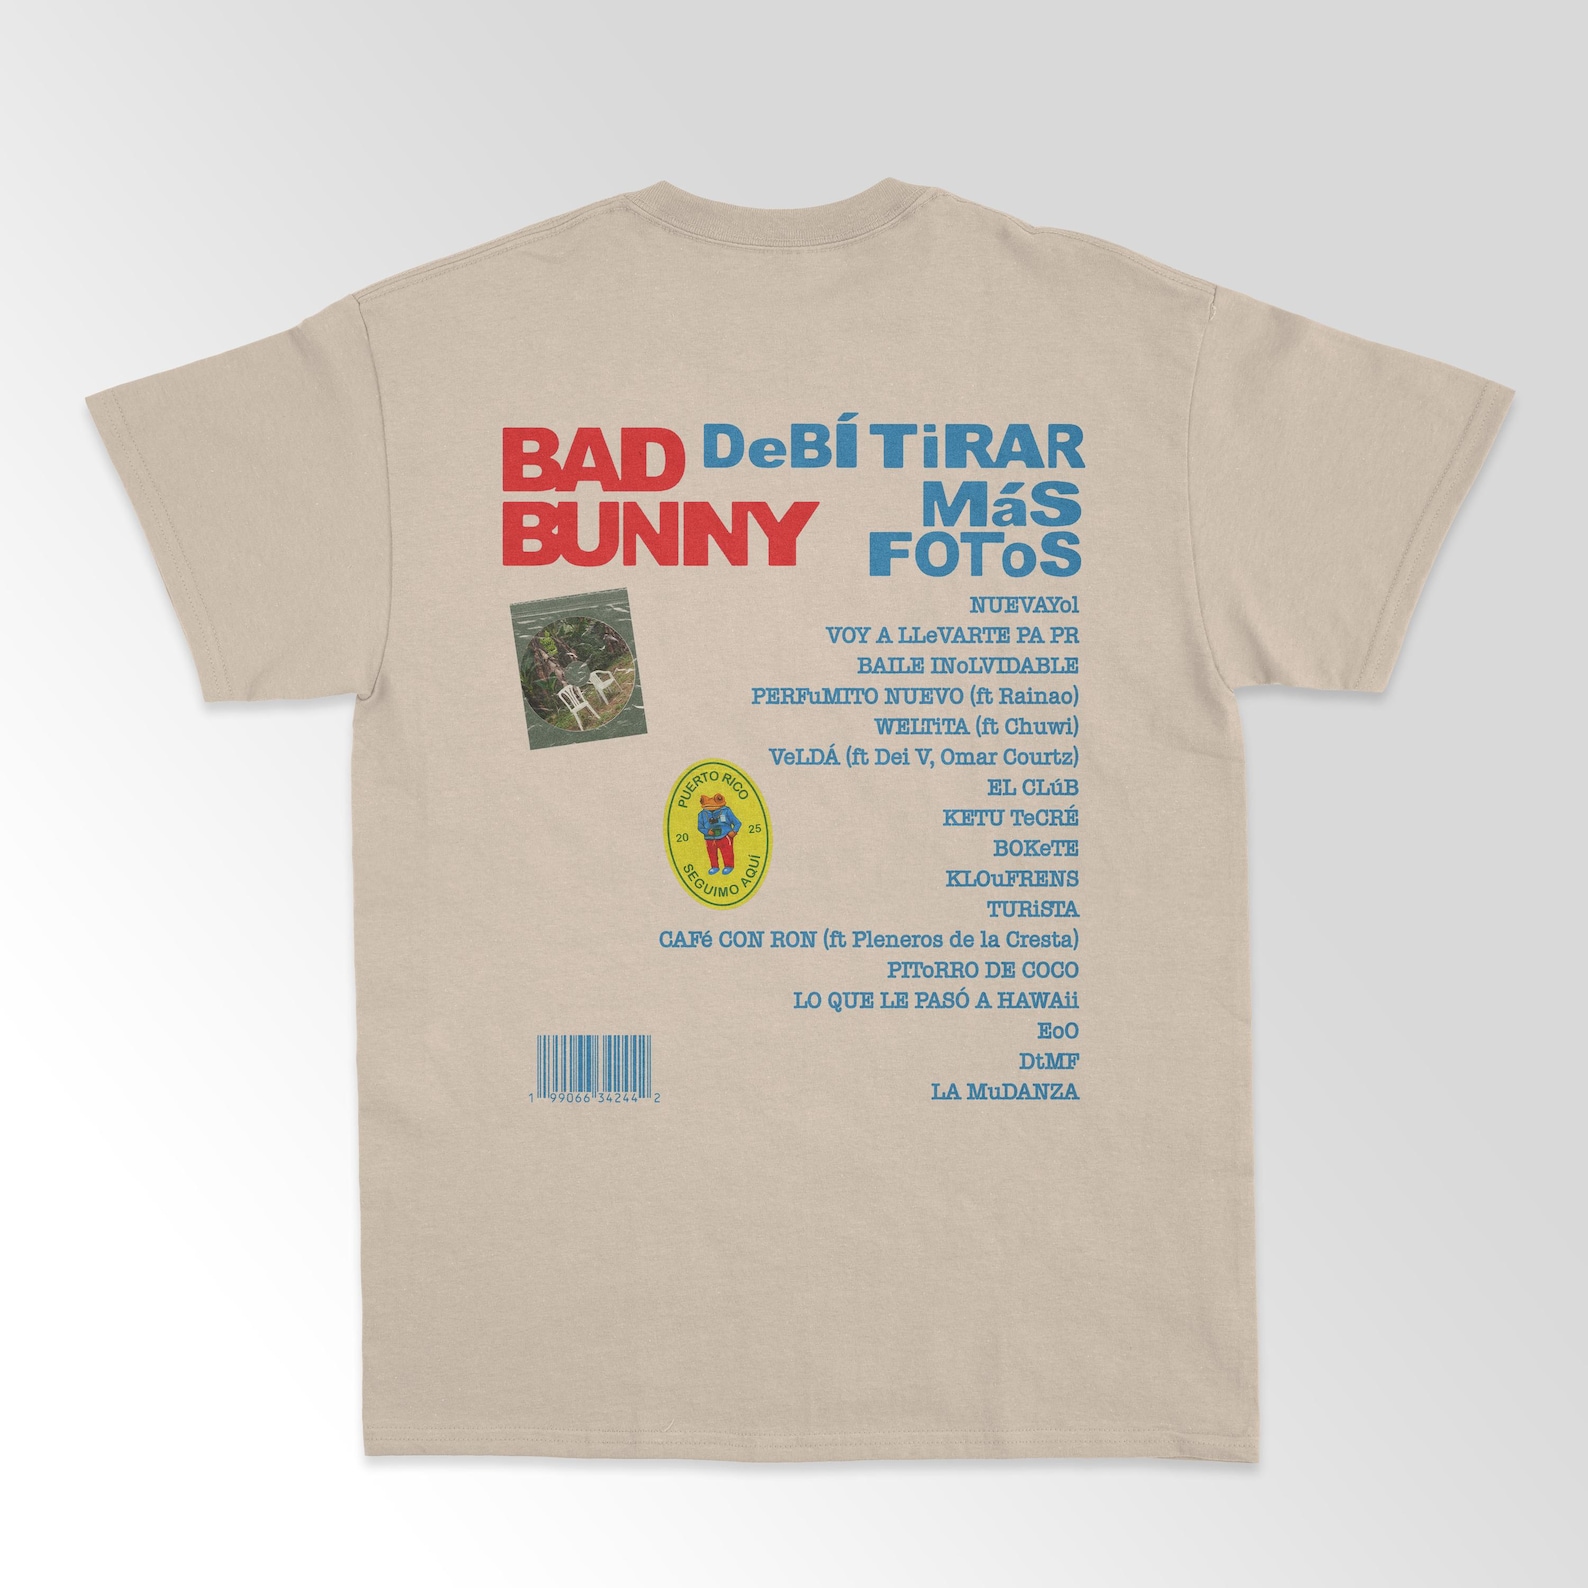 BAD
BUNNY
DeBÍ TiRAR
MáS
FOToS
NUEVAYol
VOY A LLeVARTE PA PR
BAILE INoLVIDABLE
PERFuMITO NUEVO (ft Rainao)
WELTiTA (ft Chuwi)
VeLDÁ (ft Dei V, Omar Courtz)
EL CLúB
KETU TeCRÉ
BOKeTE
KLOuFRENS
TURiSTA
CAFé CON RON (ft Pleneros de la Cresta)
PIToRRO DE COCO
LO QUE LE PASÓ A HAWAii
EoO
DtMF
LA MuDANZA
PUERTO RICO
20 25
SEGUIMO AQUÍ
1 99066 34244 2